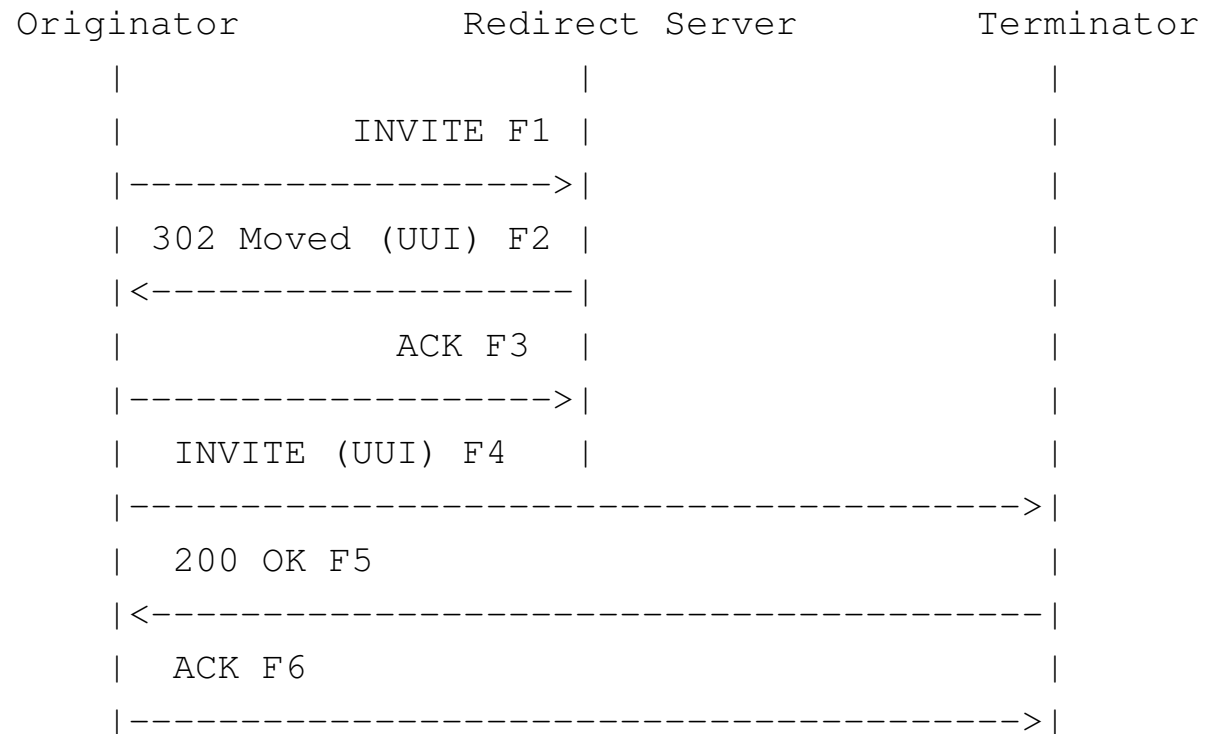 Originator Redirect Server Terminator
INVITE F1
302 Moved (UUI) F2
ACK F3
INVITE (UUI) F4
200 OK F5
ACK F6